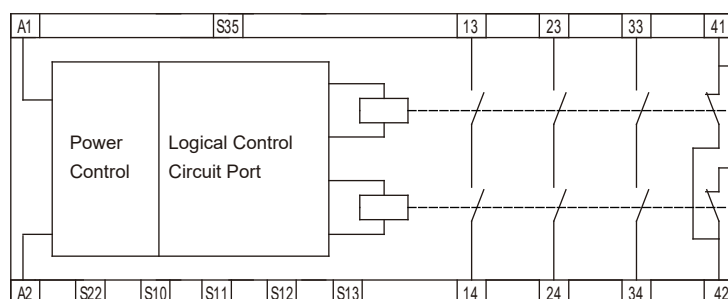 A1 S35 13 23 33 41
Power Control
Logical Control Circuit Port
A2 S22 S10 S11 S12 S13 14 24 34 42